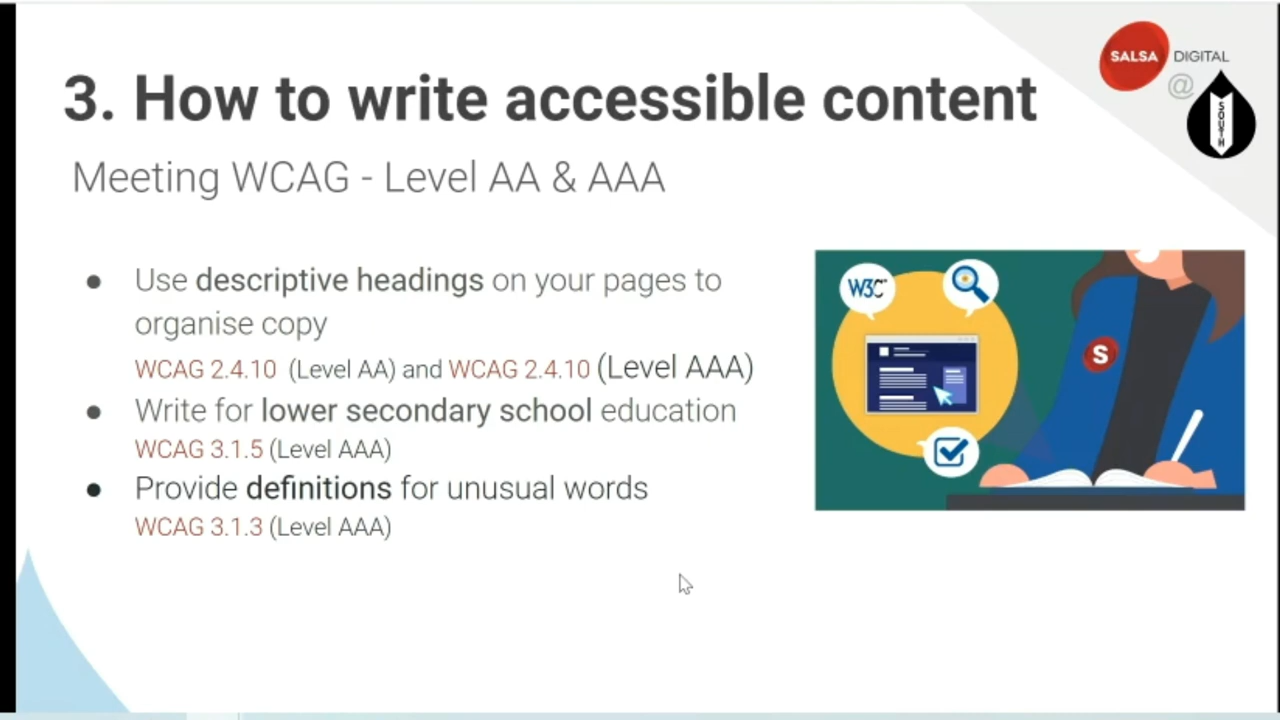 SALSA DIGITAL
@
SOUTH
3. How to write accessible content
Meeting WCAG - Level AA & AAA
● Use descriptive headings on your pages to
organise copy
WCAG 2.4.10 (Level AA) and WCAG 2.4.10 (Level AAA)
● Write for lower secondary school education
WCAG 3.1.5 (Level AAA)
● Provide definitions for unusual words
WCAG 3.1.3 (Level AAA)
W3C
S